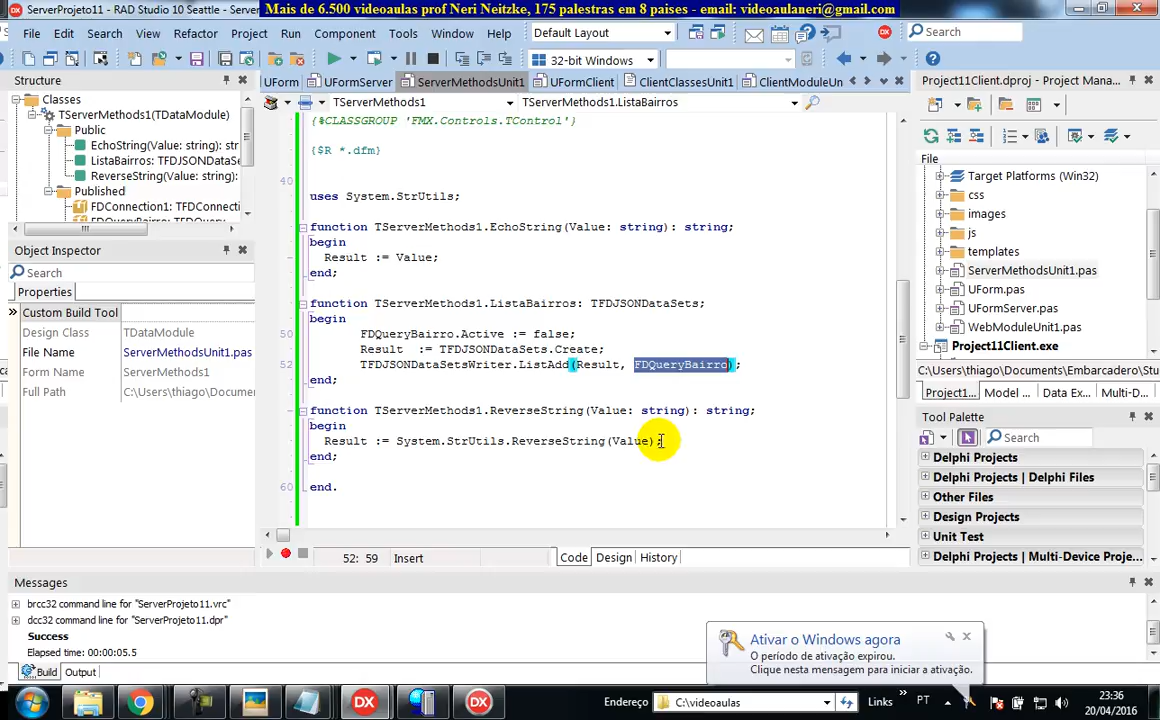 ServerProjeto11 - RAD Studio 10 Seattle - Serve
Mais de 6.500 videoaulas prof Neri Neitzke, 175 palestras em 8 paises - email: videoaulaneri@gmail.com
File Edit Search View Refactor Project Run Component Tools Window Help
Default Layout
Search
32-bit Windows
Structure
Classes
TServerMethods1(TDataModule)
Public
EchoString(Value: string): str
ListaBairros: TFDJSONDataSe
ReverseString(Value: string):
Published
FDConnection1: TFDConnecti
FDQueryBairro: TFDQuery
Object Inspector
Search
Properties
Custom Build Tool
Design Class TDataModule
File Name ServerMethodsUnit1.pas
Form Name ServerMethods1
Full Path C:\Users\thiago\Docume
UForm UFormServer ServerMethodsUnit1 UFormClient ClientClassesUnit1 ClientModuleUn
TServerMethods1 TServerMethods1.ListaBairros
{%CLASSGROUP 'FMX.Controls.TControl'}
{$R *.dfm}
40
uses System.StrUtils;
function TServerMethods1.EchoString(Value: string): string;
begin
Result := Value;
end;
function TServerMethods1.ListaBairros: TFDJSONDataSets;
begin
50 FDQueryBairro.Active := false;
Result := TFDJSONDataSets.Create;
52 TFDJSONDataSetsWriter.ListAdd(Result, FDQueryBairro);
end;
function TServerMethods1.ReverseString(Value: string): string;
begin
Result := System.StrUtils.ReverseString(Value);
end;
60 end.
52: 59 Insert
Code Design History
Project11Client.dproj - Project Mana...
File
Target Platforms (Win32)
css
images
js
templates
ServerMethodsUnit1.pas
UForm.pas
UFormServer.pas
WebModuleUnit1.pas
Project11Client.exe
C:\Users\thiago\Documents\Embarcadero\Stu
Project1... Model ... Data Ex... Multi-D...
Tool Palette
Search
Delphi Projects
Delphi Projects | Delphi Files
Other Files
Design Projects
Unit Test
Delphi Projects | Multi-Device Proje...
Messages
brcc32 command line for "ServerProjeto11.vrc"
dcc32 command line for "ServerProjeto11.dpr"
Success
Elapsed time: 00:00:05.5
Build Output
Ativar o Windows agora
O período de ativação expirou.
Clique nesta mensagem para iniciar a ativação.
Endereço C:\videoaulas Links PT
23:36
20/04/2016